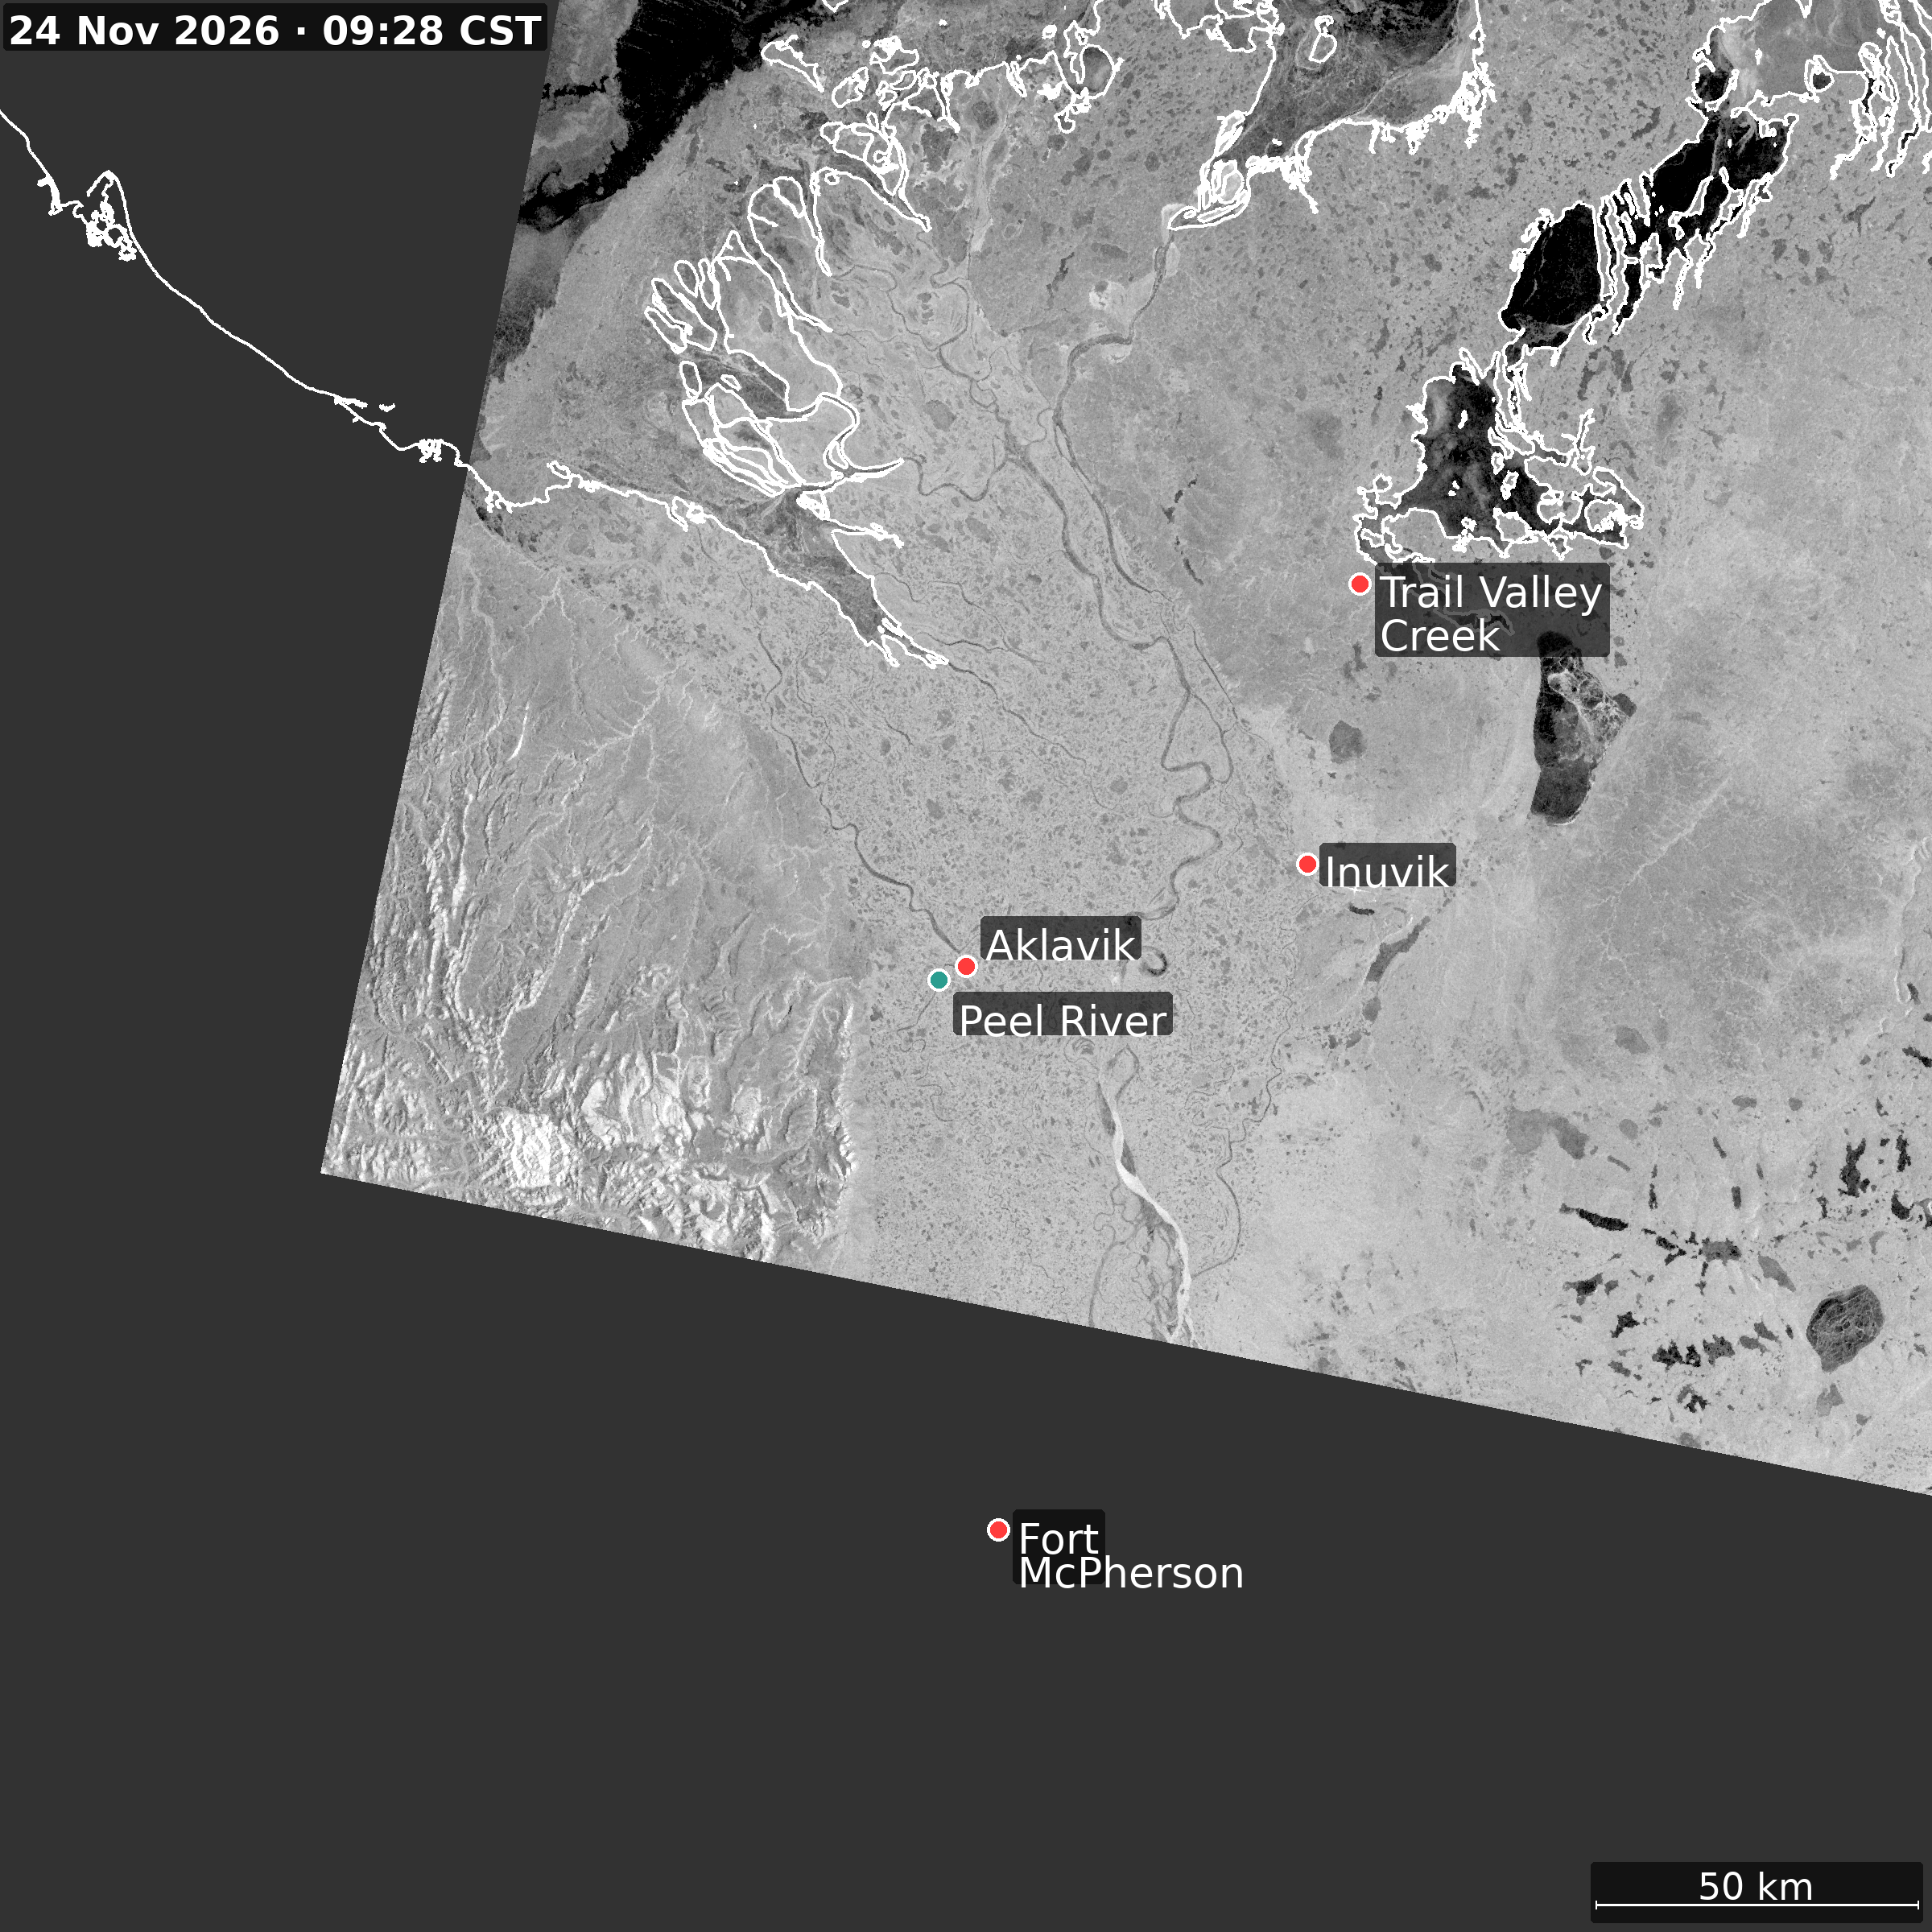 24 Nov 2026 · 09:28 CST
Trail Valley
Creek
Inuvik
Aklavik
Peel River
Fort
McPherson
50 km